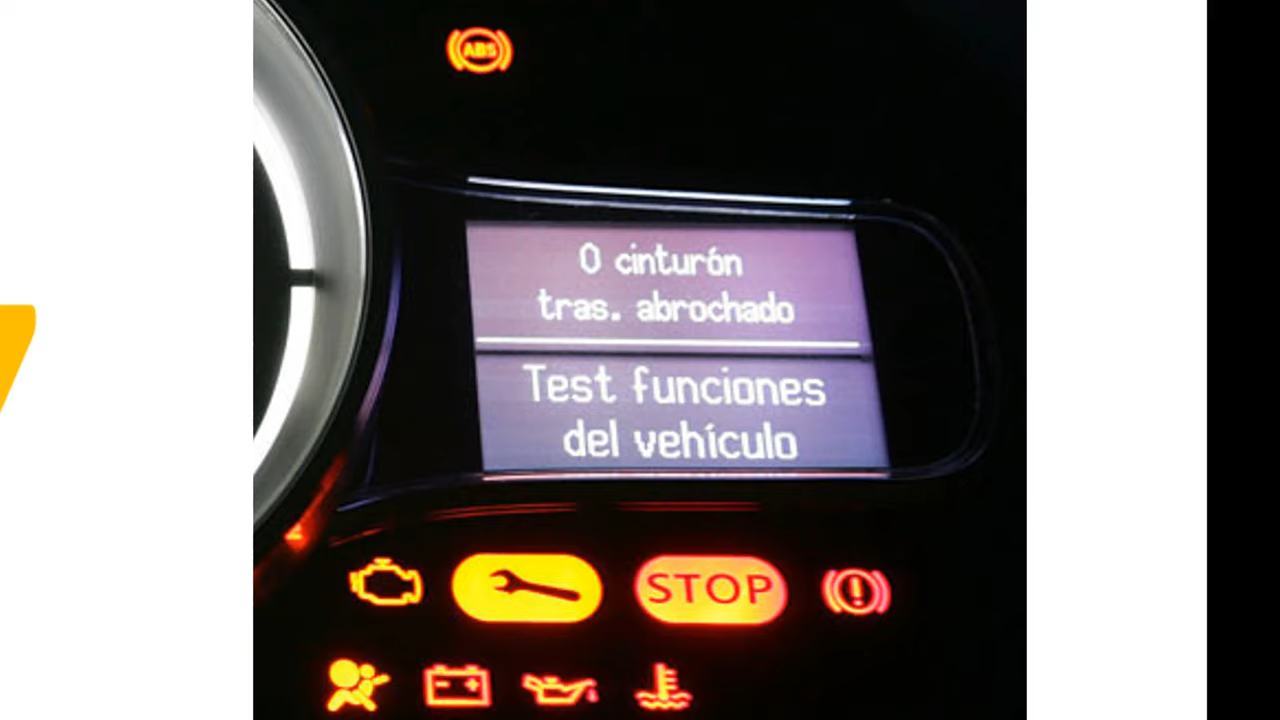 ABS
0 cinturón
tras. abrochado
Test funciones
del vehículo
STOP